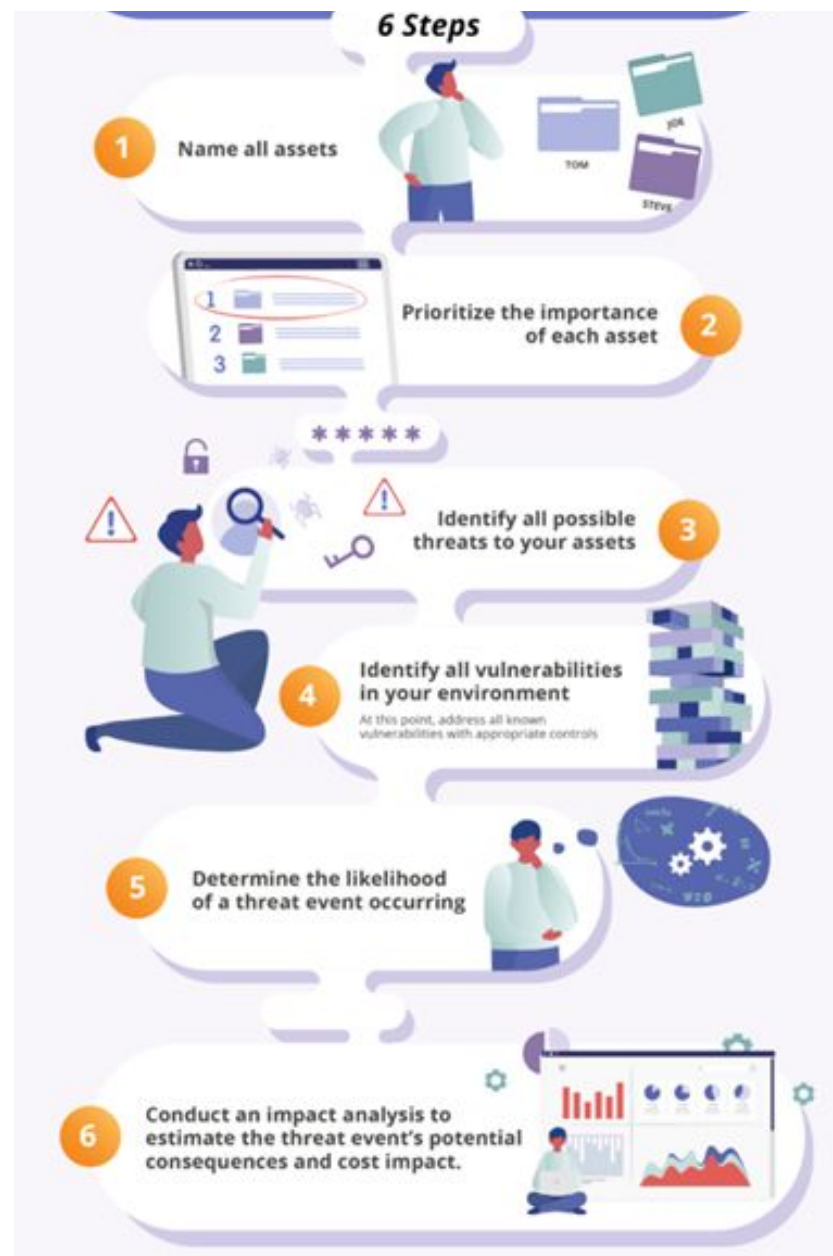 6 Steps
1
Name all assets
TOM
JOE
STEVE
1
2
3
Prioritize the importance
of each asset
2
*****
Identify all possible
threats to your assets
3
4
Identify all vulnerabilities
in your environment
At this point, address all known
vulnerabilities with appropriate controls
5
Determine the likelihood
of a threat event occurring
6
Conduct an impact analysis to
estimate the threat event's potential
consequences and cost impact.